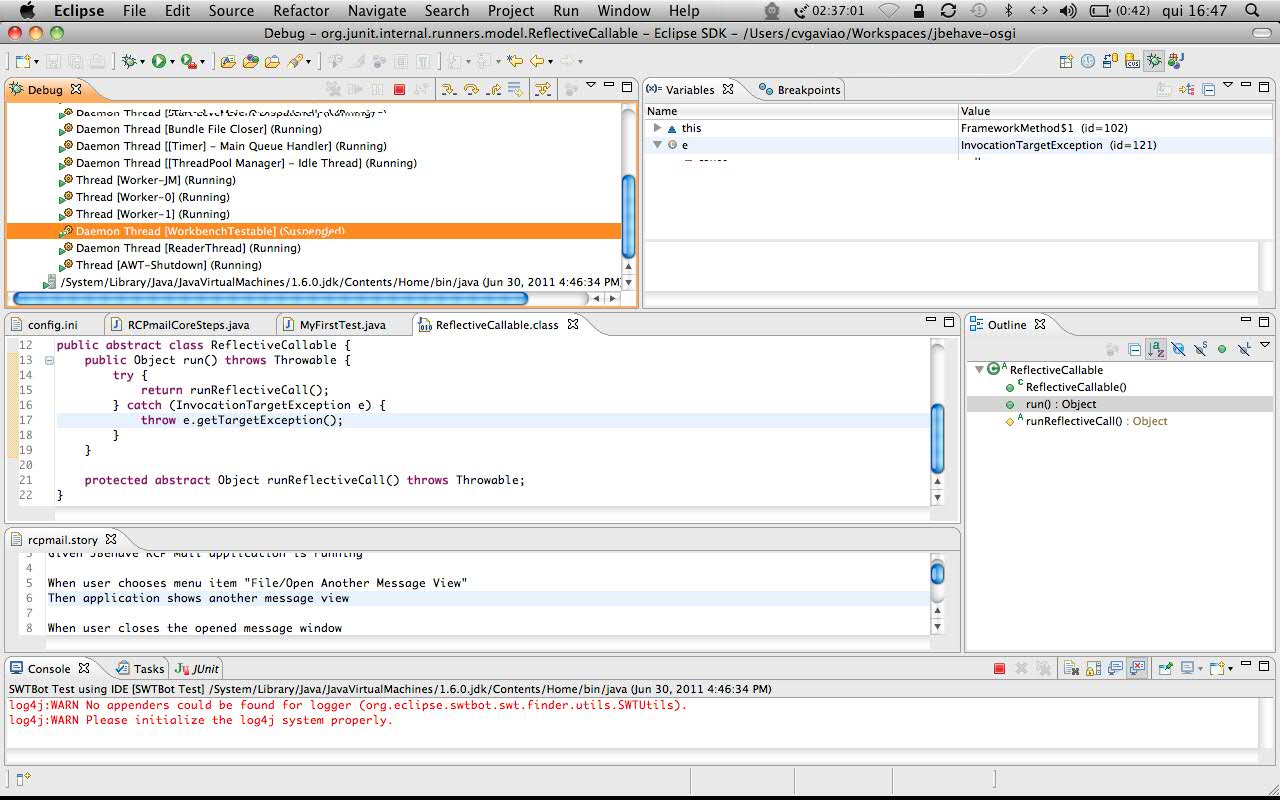 Eclipse File Edit Source Refactor Navigate Search Project Run Window Help 02:37:01 (0:42) qui 16:47
Debug - org.junit.internal.runners.model.ReflectiveCallable - Eclipse SDK - /Users/cvgaviao/Workspaces/jbehave-osgi
Debug
Daemon Thread [Bundle File Closer] (Running)
Daemon Thread [[Timer] - Main Queue Handler] (Running)
Daemon Thread [[ThreadPool Manager] - Idle Thread] (Running)
Thread [Worker-JM] (Running)
Thread [Worker-0] (Running)
Thread [Worker-1] (Running)
Daemon Thread [WorkbenchTestable] (Suspended)
Daemon Thread [ReaderThread] (Running)
Thread [AWT-Shutdown] (Running)
/System/Library/Java/JavaVirtualMachines/1.6.0.jdk/Contents/Home/bin/java (Jun 30, 2011 4:46:34 PM
(x)= Variables Breakpoints
Name Value
this FrameworkMethod$1 (id=102)
e InvocationTargetException (id=121)
config.ini RCPmailCoreSteps.java MyFirstTest.java ReflectiveCallable.class
12 public abstract class ReflectiveCallable {
13 public Object run() throws Throwable {
14 try {
15 return runReflectiveCall();
16 } catch (InvocationTargetException e) {
17 throw e.getTargetException();
18 }
19 }
20
21 protected abstract Object runReflectiveCall() throws Throwable;
22 }
Outline
ReflectiveCallable
ReflectiveCallable()
run() : Object
runReflectiveCall() : Object
rcpmail.story
3 Given JBehave RCP Mail application is running
4
5 When user chooses menu item "File/Open Another Message View"
6 Then application shows another message view
7
8 When user closes the opened message window
Console Tasks JUnit
SWTBot Test using IDE [SWTBot Test] /System/Library/Java/JavaVirtualMachines/1.6.0.jdk/Contents/Home/bin/java (Jun 30, 2011 4:46:34 PM)
log4j:WARN No appenders could be found for logger (org.eclipse.swtbot.swt.finder.utils.SWTUtils).
log4j:WARN Please initialize the log4j system properly.